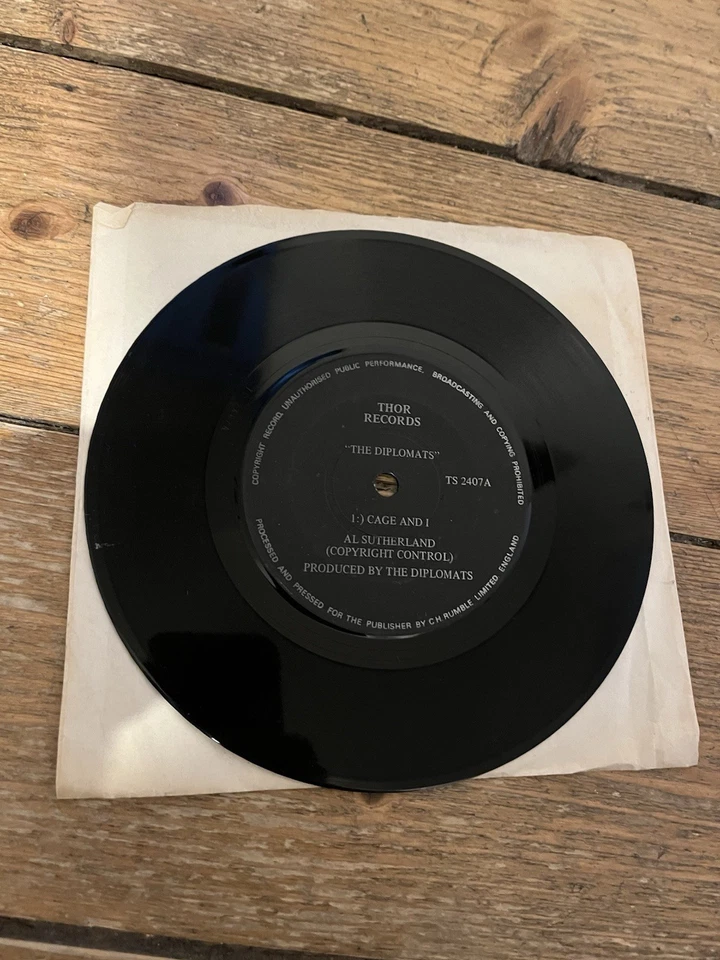 COPYRIGHT RECORD. UNAUTHORISED PUBLIC PERFORMANCE. BROADCASTING AND COPYING PROHIBITED
THOR
RECORDS
"THE DIPLOMATS"
TS 2407A
1:) CAGE AND I
AL SUTHERLAND
(COPYRIGHT CONTROL)
PRODUCED BY THE DIPLOMATS
PROCESSED AND PRESSED FOR THE PUBLISHER BY C.H.RUMBLE LIMITED ENGLAND